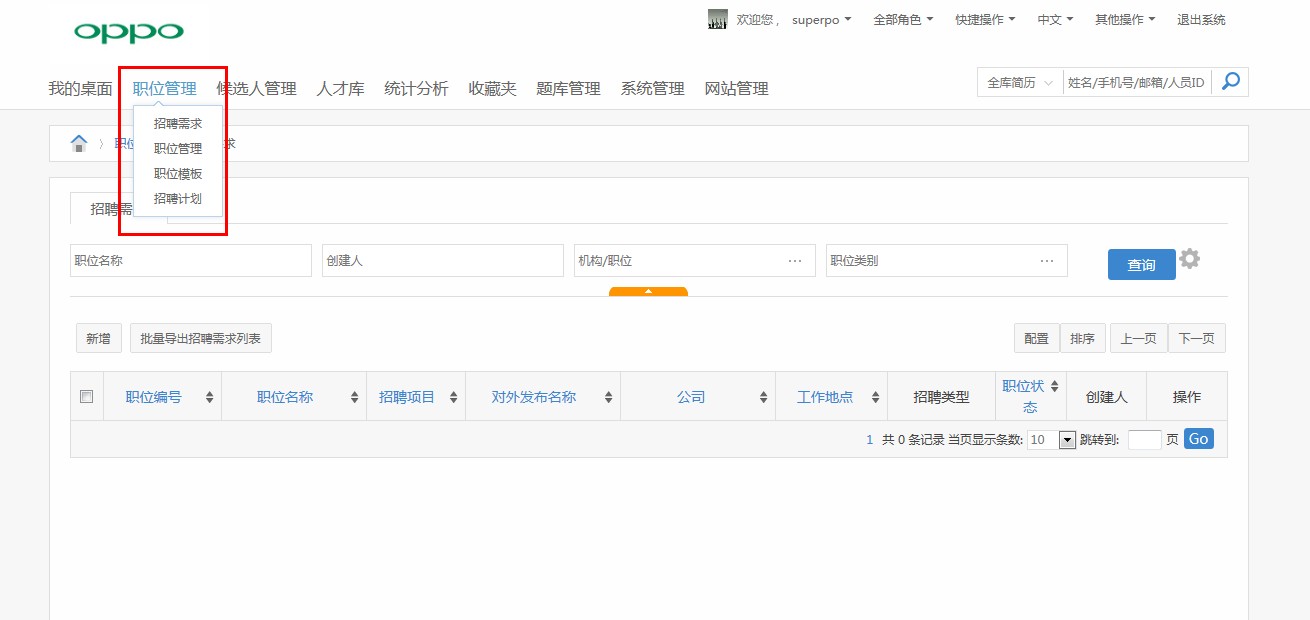 oppo
欢迎您， superpo 全部角色 快捷操作 中文 其他操作 退出系统
我的桌面 职位管理 候选人管理 人才库 统计分析 收藏夹 题库管理 系统管理 网站管理
全库简历 姓名/手机号/邮箱/人员ID
招聘需求
职位管理
职位模板
招聘计划
〉 职位 求
招聘需
职位名称 创建人 机构/职位 ... 职位类别 ... 查询
新增 批量导出招聘需求列表 配置 排序 上一页 下一页
职位编号 职位名称 招聘项目 对外发布名称 公司 工作地点 招聘类型 职位状态 创建人 操作
1 共 0 条记录 当页显示条数: 10 跳转到: 页 Go